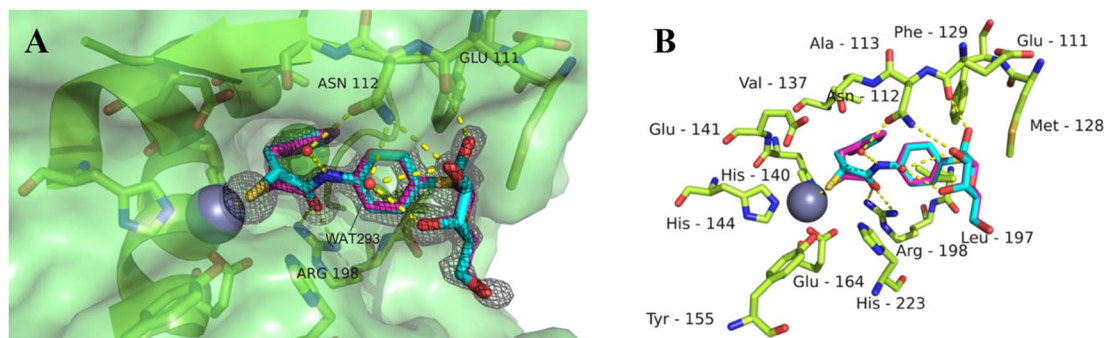 A
ASN 112
GLU 111
WAT293
ARG 198
B
Phe - 129
Ala - 113
Glu - 111
Val - 137
Asn - 112
Glu - 141
Met - 128
His - 140
His - 144
Leu - 197
Arg - 198
Glu - 164
His - 223
Tyr - 155